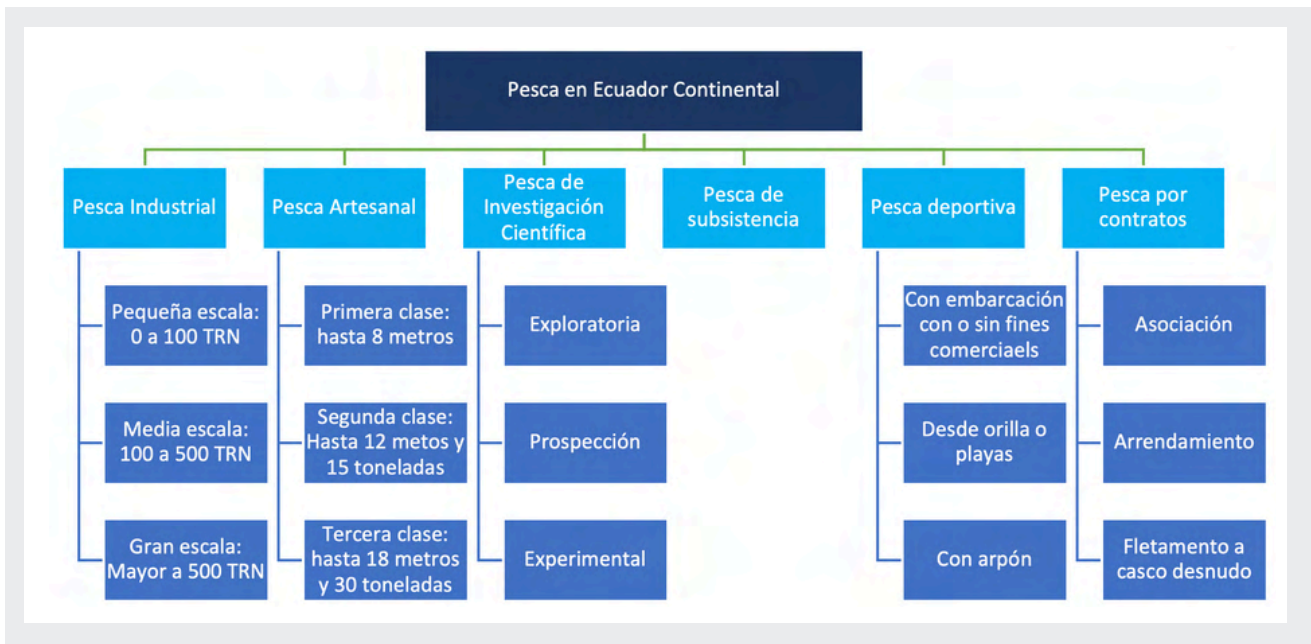 Pesca en Ecuador Continental
Pesca Industrial
Pequeña escala:
0 a 100 TRN
Media escala:
100 a 500 TRN
Gran escala:
Mayor a 500 TRN
Pesca Artesanal
Primera clase:
hasta 8 metros
Segunda clase:
Hasta 12 metos y
15 toneladas
Tercera clase:
hasta 18 metros
y 30 toneladas
Pesca de
Investigación
Científica
Exploratoria
Prospección
Experimental
Pesca de
subsistencia
Pesca deportiva
Con embarcación
con o sin fines
comerciaels
Desde orilla o
playas
Con arpón
Pesca por
contratos
Asociación
Arrendamiento
Fletamento a
casco desnudo